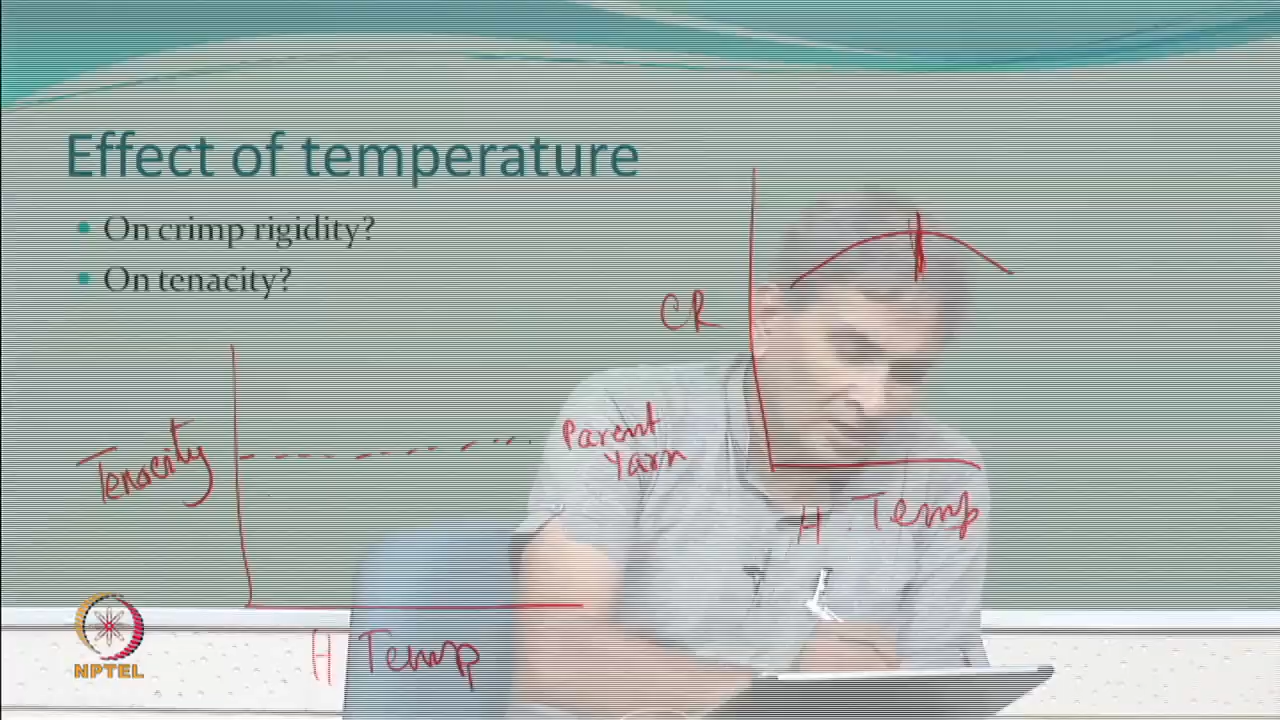 Effect of temperature
On crimp rigidity?
On tenacity?
CR
H Temp
Tenacity
Parent
Yarn
H Temp
NPTEL